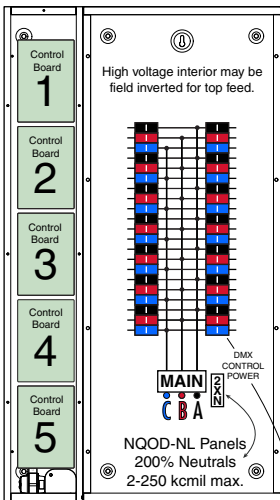 Control
Board
1
Control
Board
2
Control
Board
3
Control
Board
4
Control
Board
5
High voltage interior may be
field inverted for top feed.
DMX
CONTROL
POWER
MAIN
2XN
C B A
NQOD-NL Panels
200% Neutrals
2-250 kcmil max.